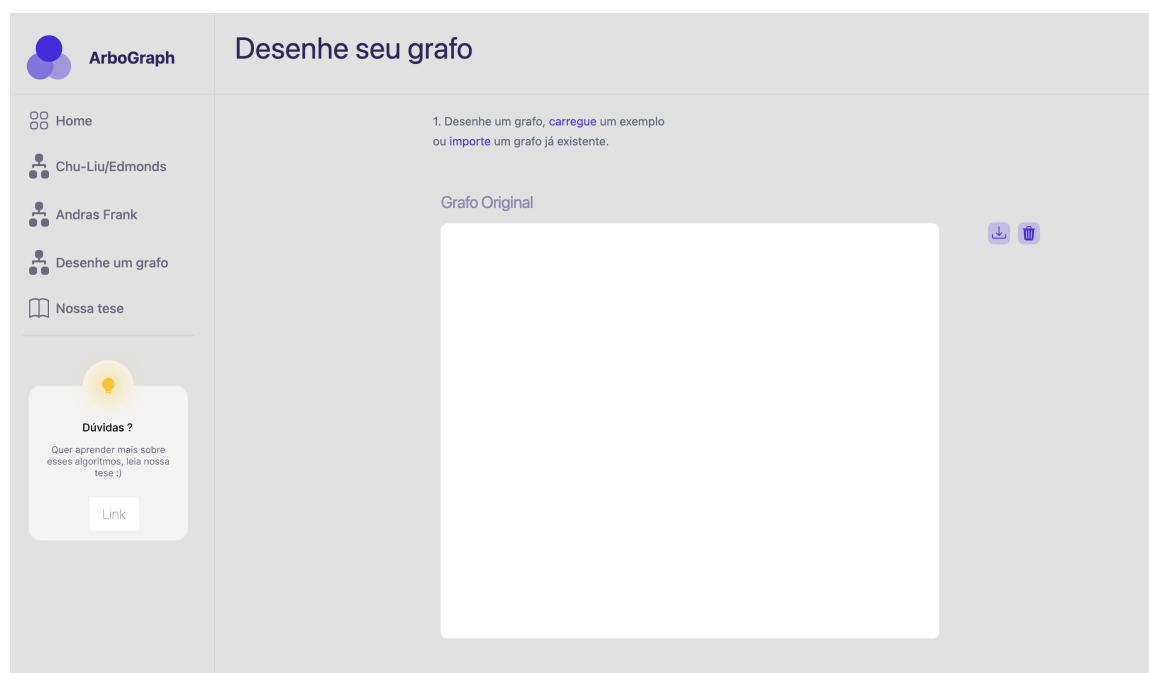 ArboGraph
Desenhe seu grafo
Home
Chu-Liu/Edmonds
Andras Frank
Desenhe um grafo
Nossa tese
Dúvidas ?
Quer aprender mais sobre
esses algoritmos, leia nossa
tese :)
Link
1. Desenhe um grafo, carregue um exemplo
ou importe um grafo já existente.
Grafo Original